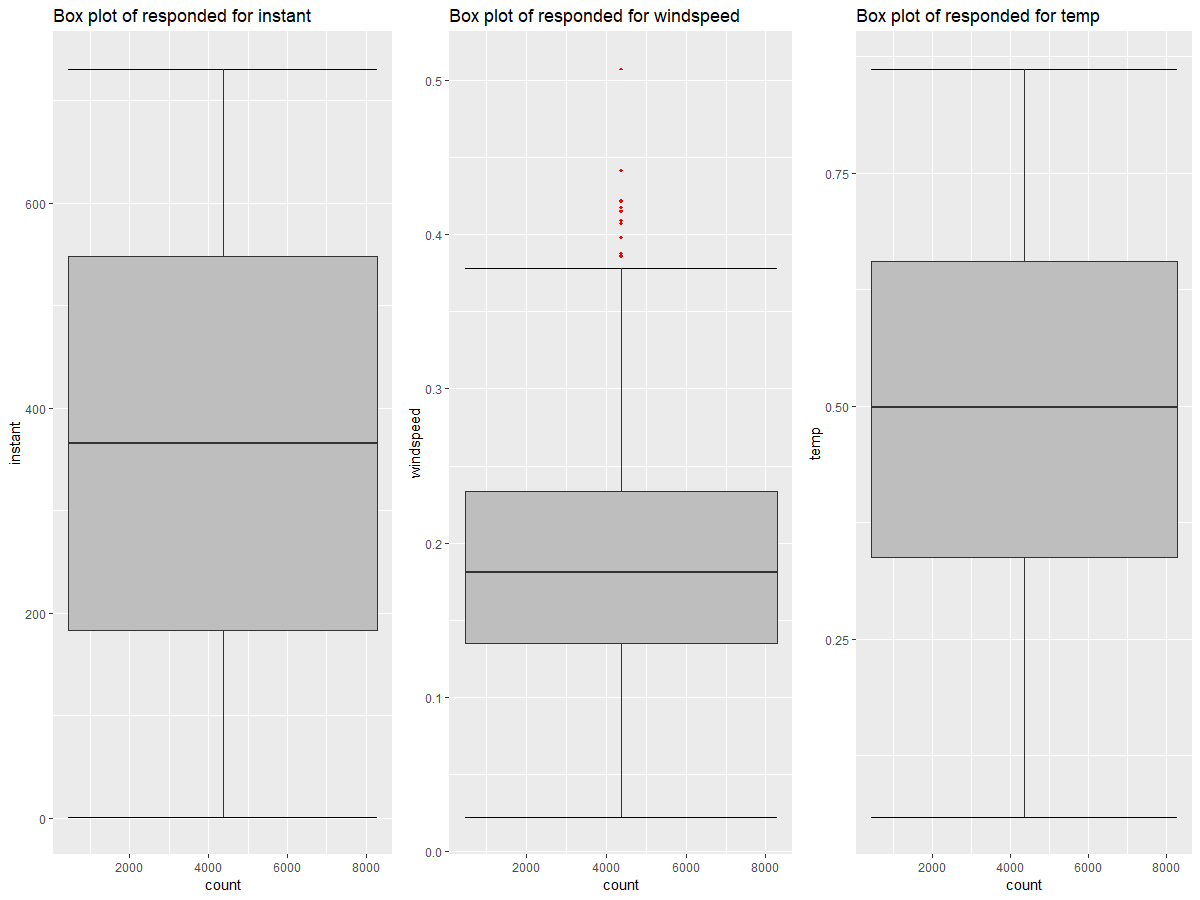 Box plot of responded for instant
600
400
200
0
instant
2000 4000 6000 8000
count
Box plot of responded for windspeed
0.5
0.4
0.3
0.2
0.1
0.0
windspeed
2000 4000 6000 8000
count
Box plot of responded for temp
0.75
0.50
0.25
temp
2000 4000 6000 8000
count